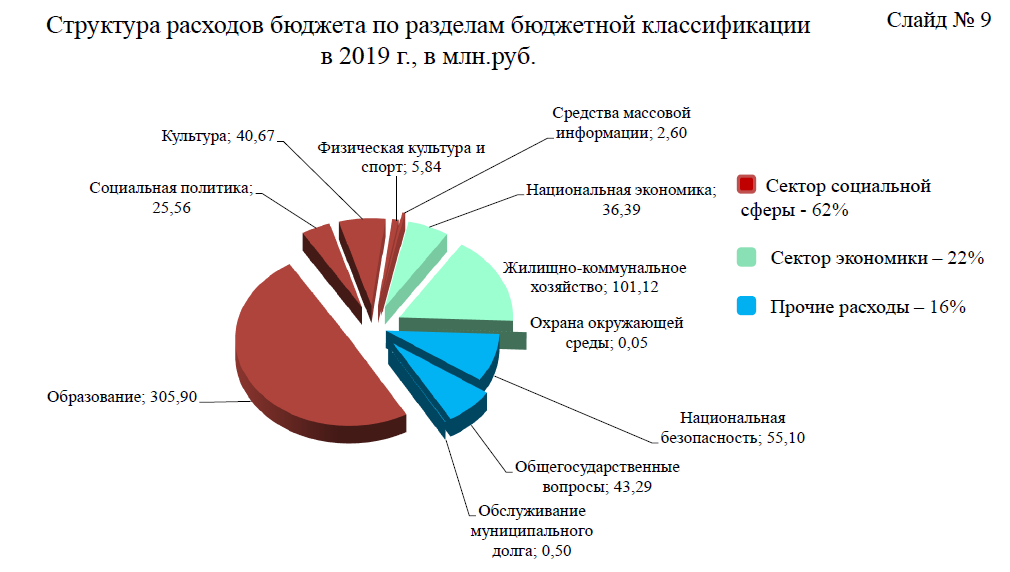 Структура расходов бюджета по разделам бюджетной классификации
в 2019 г., в млн.руб.
Слайд № 9
Средства массовой
информации; 2,60
Культура; 40,67
Физическая культура и
спорт; 5,84
Социальная политика;
25,56
Национальная экономика;
36,39
Сектор социальной
сферы - 62%
Сектор экономики – 22%
Прочие расходы – 16%
Жилищно-коммунальное
хозяйство; 101,12
Охрана окружающей
среды; 0,05
Образование; 305,90
Национальная
безопасность; 55,10
Общегосударственные
вопросы; 43,29
Обслуживание
муниципального
долга; 0,50